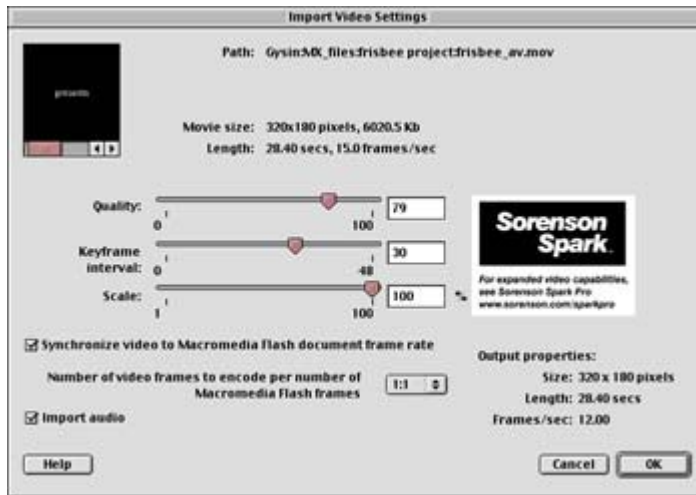 Import Video Settings
Path: Gysin:MX_files:frisbee project:frisbee_av.mov
presents
Movie size: 320x180 pixels, 6020.5 Kb
Length: 28.40 secs, 15.0 frames/sec
Quality: 79
0 100
Keyframe interval: 30
0 48
Scale: 100 %
1 100
Sorenson Spark.
For expanded video capabilities,
see Sorenson Spark Pro
www.sorenson.com/sparkpro
Synchronize video to Macromedia Flash document frame rate
Number of video frames to encode per number of
Macromedia Flash frames
1:1
Import audio
Output properties:
Size: 320 x 180 pixels
Length: 28.40 secs
Frames/sec: 12.00
Help
Cancel
OK